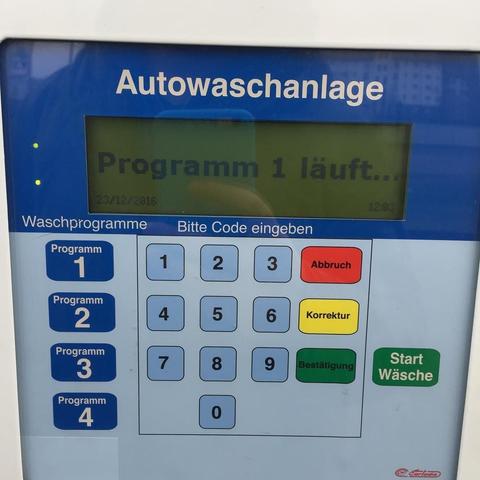 Autowaschanlage
Programm 1 läuft...
23/12/2016 12:03
Waschprogramme Bitte Code eingeben
Programm 1
1 2 3 Abbruch
Programm 2
4 5 6 Korrektur
Programm 3
7 8 9 Bestätigung
Start Wäsche
Programm 4
0